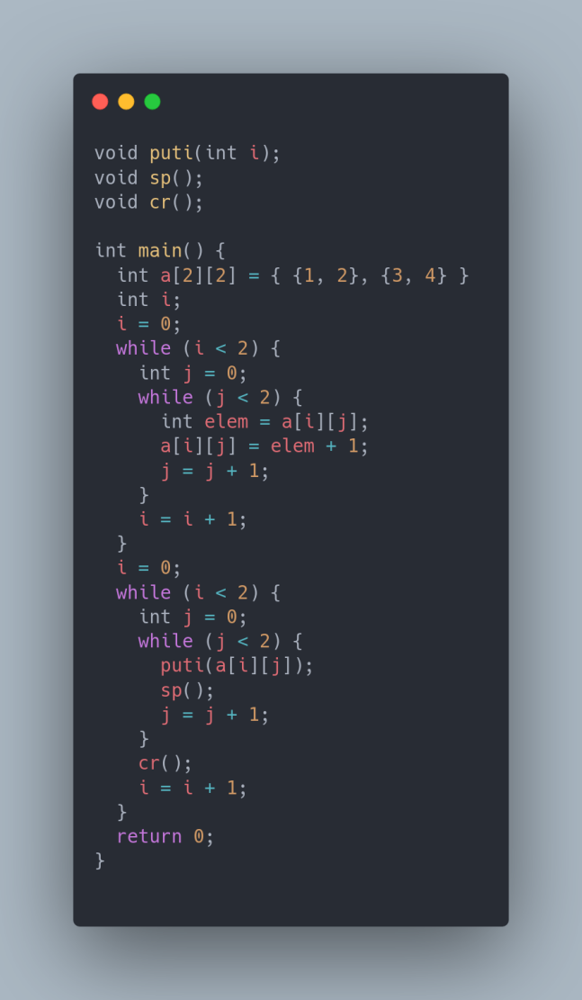 void puti(int i);
void sp();
void cr();

int main() {
  int a[2][2] = { {1, 2}, {3, 4} }
  int i;
  i = 0;
  while (i < 2) {
    int j = 0;
    while (j < 2) {
      int elem = a[i][j];
      a[i][j] = elem + 1;
      j = j + 1;
    }
    i = i + 1;
  }
  i = 0;
  while (i < 2) {
    int j = 0;
    while (j < 2) {
      puti(a[i][j]);
      sp();
      j = j + 1;
    }
    cr();
    i = i + 1;
  }
  return 0;
}